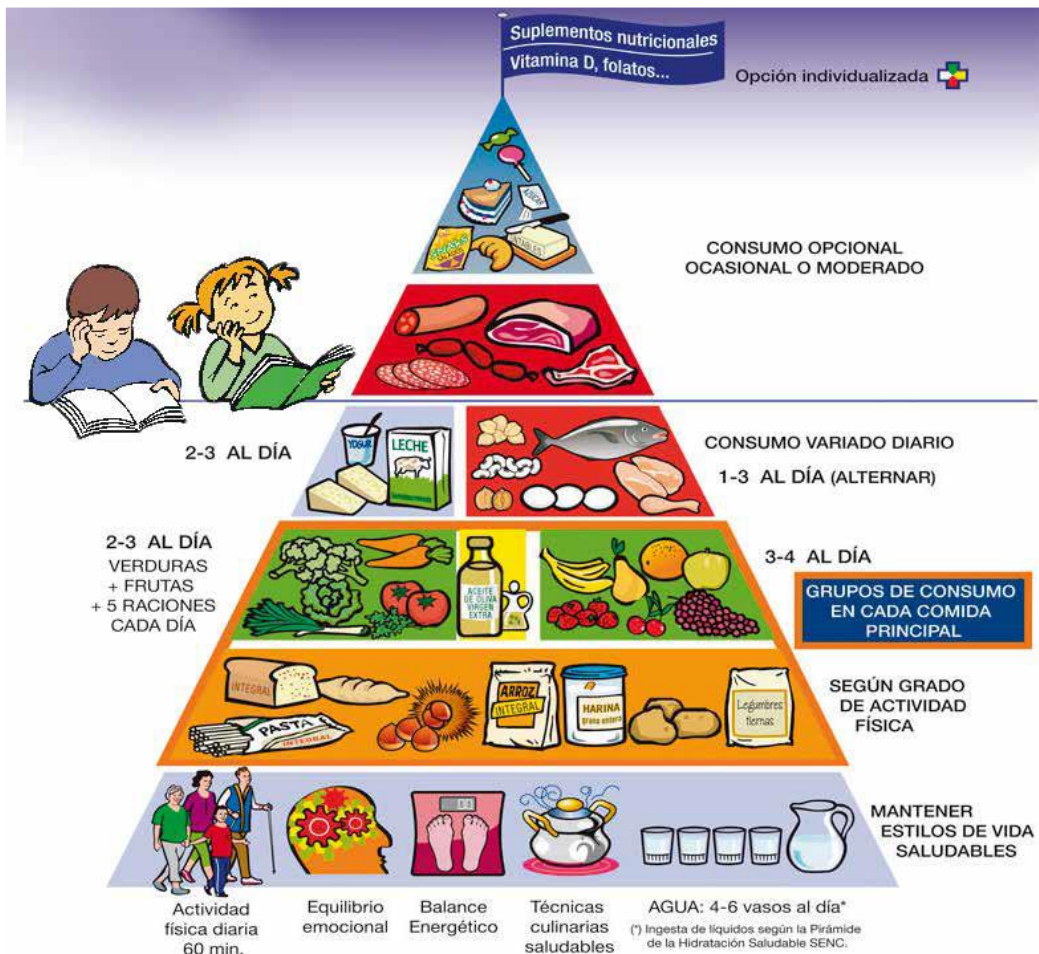 Suplementos nutricionales
Vitamina D, folatos...
Opción individualizada
AZÚCAR
UNTABLES
SNACKS
SALADOS
CONSUMO OPCIONAL
OCASIONAL O MODERADO
2-3 AL DÍA
YOGUR
LECHE
CONSUMO VARIADO DIARIO
1-3 AL DÍA (ALTERNAR)
2-3 AL DÍA
VERDURAS
+ FRUTAS
+ 5 RACIONES
CADA DÍA
ACEITE
DE OLIVA
VIRGEN
EXTRA
3-4 AL DÍA
GRUPOS DE CONSUMO
EN CADA COMIDA
PRINCIPAL
INTEGRAL
PASTA
INTEGRAL
ARROZ
INTEGRAL
HARINA
grano entero
Legumbres
tiernas
SEGÚN GRADO
DE ACTIVIDAD
FÍSICA
MANTENER
ESTILOS DE VIDA
SALUDABLES
Actividad
física diaria
60 min.
Equilibrio
emocional
Balance
Energético
Técnicas
culinarias
saludables
AGUA: 4-6 vasos al día*
(*) Ingesta de líquidos según la Pirámide
de la Hidratación Saludable SENC.